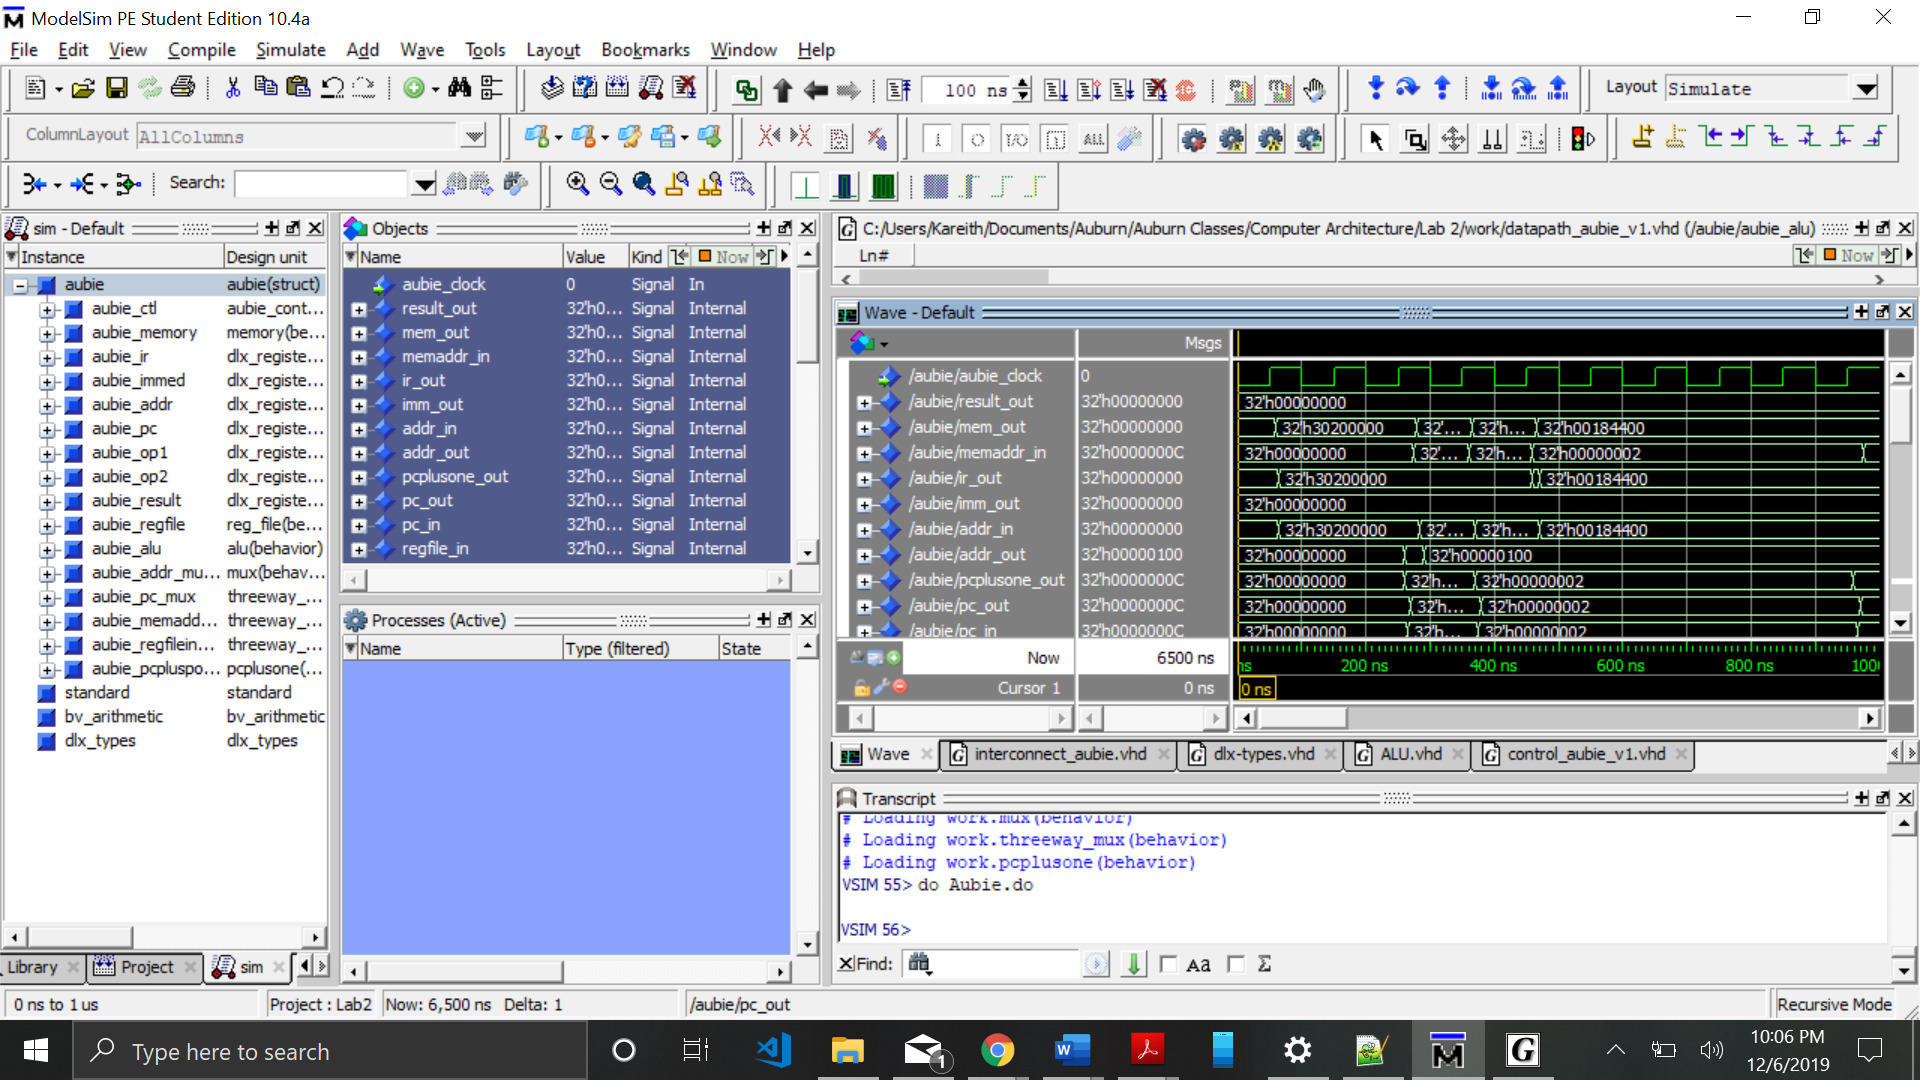 ModelSim PE Student Edition 10.4a
File Edit View Compile Simulate Add Wave Tools Layout Bookmarks Window Help
100 ns
Layout Simulate
ColumnLayout AllColumns
ALL
Search:
sim - Default
Instance Design unit
aubie aubie(struct)
aubie_ctl aubie_cont...
aubie_memory memory(be...
aubie_ir dlx_registe...
aubie_immed dlx_registe...
aubie_addr dlx_registe...
aubie_pc dlx_registe...
aubie_op1 dlx_registe...
aubie_op2 dlx_registe...
aubie_result dlx_registe...
aubie_regfile reg_file(be...
aubie_alu alu(behavior)
aubie_addr_mu... mux(behav...
aubie_pc_mux threeway_...
aubie_memadd... threeway_...
aubie_regfilein... threeway_...
aubie_pcpluspo... pcplusone(...
standard standard
bv_arithmetic bv_arithmetic
dlx_types dlx_types
Library Project sim
Objects
Name Value Kind Now
aubie_clock 0 Signal In
result_out 32'h0... Signal Internal
mem_out 32'h0... Signal Internal
memaddr_in 32'h0... Signal Internal
ir_out 32'h0... Signal Internal
imm_out 32'h0... Signal Internal
addr_in 32'h0... Signal Internal
addr_out 32'h0... Signal Internal
pcplusone_out 32'h0... Signal Internal
pc_out 32'h0... Signal Internal
pc_in 32'h0... Signal Internal
regfile_in 32'h0... Signal Internal
Processes (Active)
Name Type (filtered) State
C:/Users/Kareith/Documents/Auburn/Auburn Classes/Computer Architecture/Lab 2/work/datapath_aubie_v1.vhd (/aubie/aubie_alu)
Ln# Now
Wave - Default
Msgs
/aubie/aubie_clock 0
/aubie/result_out 32'h00000000 32'h00000000
/aubie/mem_out 32'h00000000 32'h30200000 32'... 32'h... 32'h00184400
/aubie/memaddr_in 32'h0000000C 32'h00000000 32'... 32'h... 32'h00000002
/aubie/ir_out 32'h00000000 32'h30200000 32'h00184400
/aubie/imm_out 32'h00000000 32'h00000000
/aubie/addr_in 32'h00000000 32'h30200000 32'... 32'h... 32'h00184400
/aubie/addr_out 32'h00000100 32'h00000000 32'h00000100
/aubie/pcplusone_out 32'h0000000C 32'h00000000 32'h... 32'h00000002
/aubie/pc_out 32'h0000000C 32'h00000000 32'h... 32'h00000002
/aubie/pc_in 32'h0000000C 32'h00000000 32'h... 32'h00000002
Now 6500 ns ns 200 ns 400 ns 600 ns 800 ns 100
Cursor 1 0 ns 0 ns
Wave interconnect_aubie.vhd dlx-types.vhd ALU.vhd control_aubie_v1.vhd
Transcript
# Loading work.mux(behavior)
# Loading work.threeway_mux(behavior)
# Loading work.pcplusone(behavior)
VSIM 55> do Aubie.do
VSIM 56>
Find: Aa Σ
0 ns to 1 us Project : Lab2 Now: 6,500 ns Delta: 1 /aubie/pc_out Recursive Mode
Type here to search
1
10:06 PM
12/6/2019